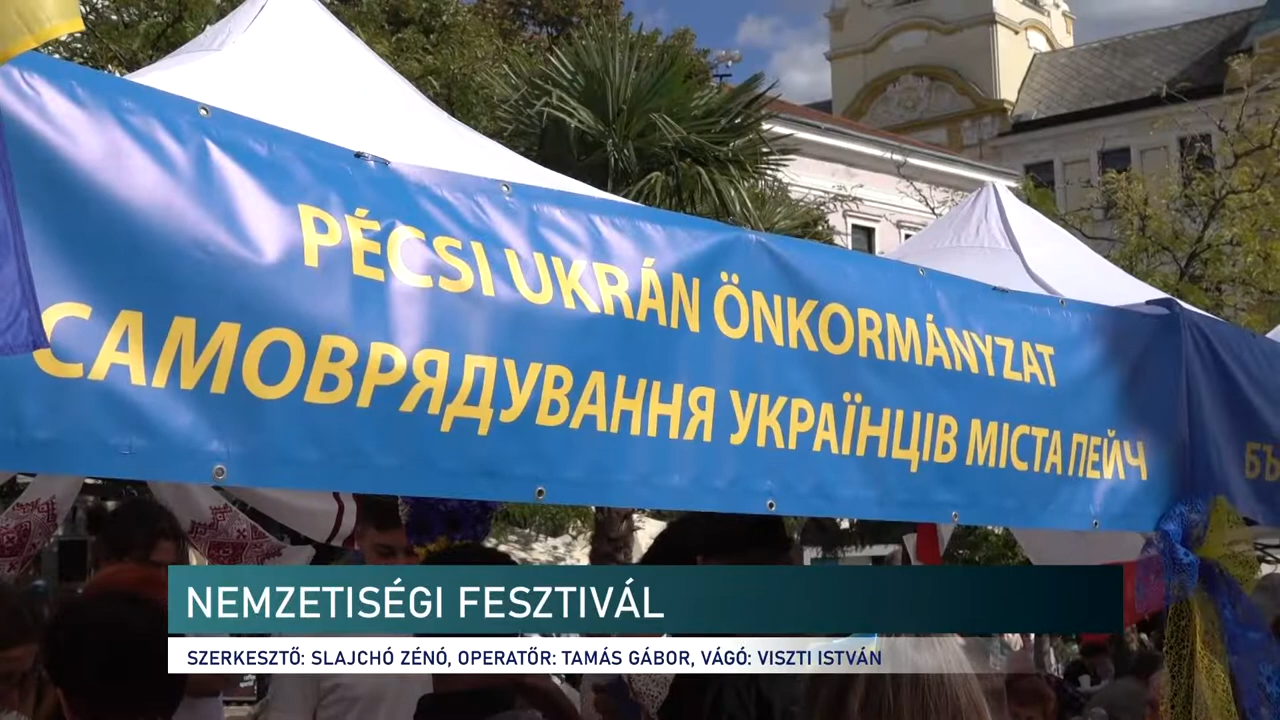 PÉCSI UKRÁN ÖNKORMÁNYZAT
САМОВРЯДУВАННЯ УКРАЇНЦІВ МІСТА ПЕЙЧ
NEMZETISÉGI FESZTIVÁL
SZERKESZTŐ: SLAJCHÓ ZÉNÓ, OPERATŐR: TAMÁS GÁBOR, VÁGÓ: VISZTI ISTVÁN